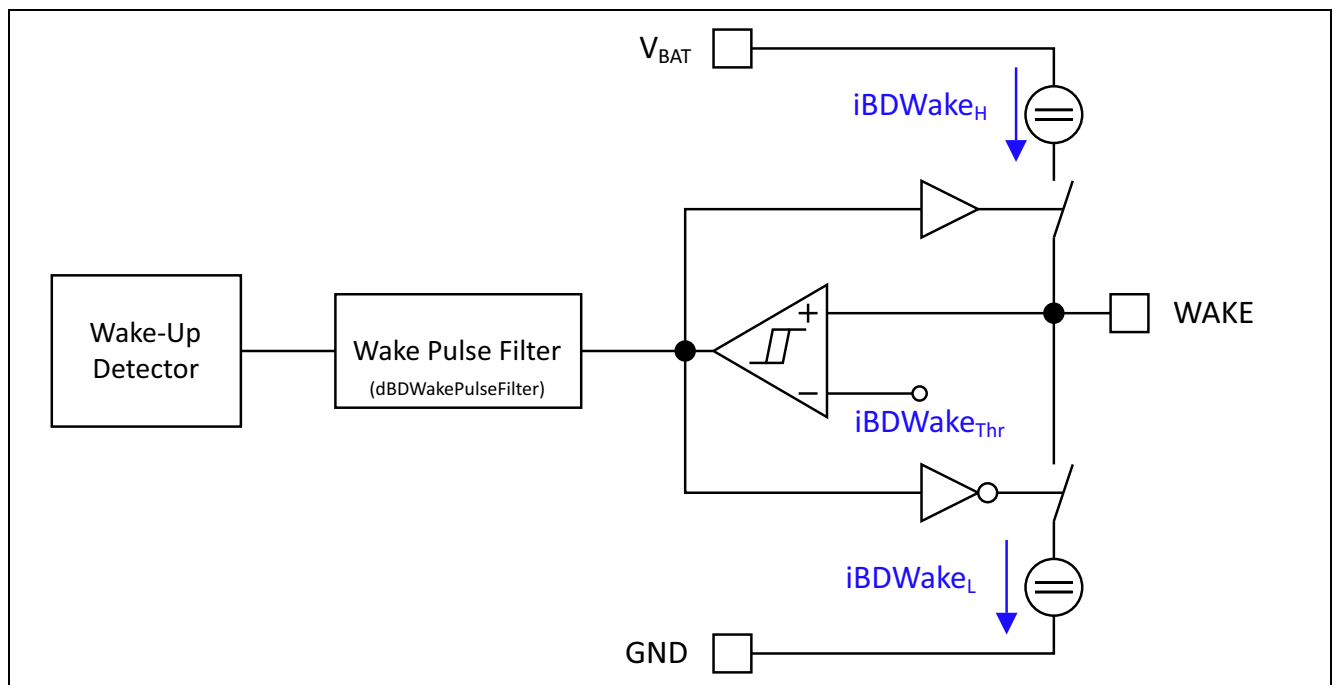 VBAT
iBDWakeH
WAKE
Wake-Up
Detector
Wake Pulse Filter
(dBDWakePulseFilter)
+
−
iBDWakeThr
iBDWakeL
GND